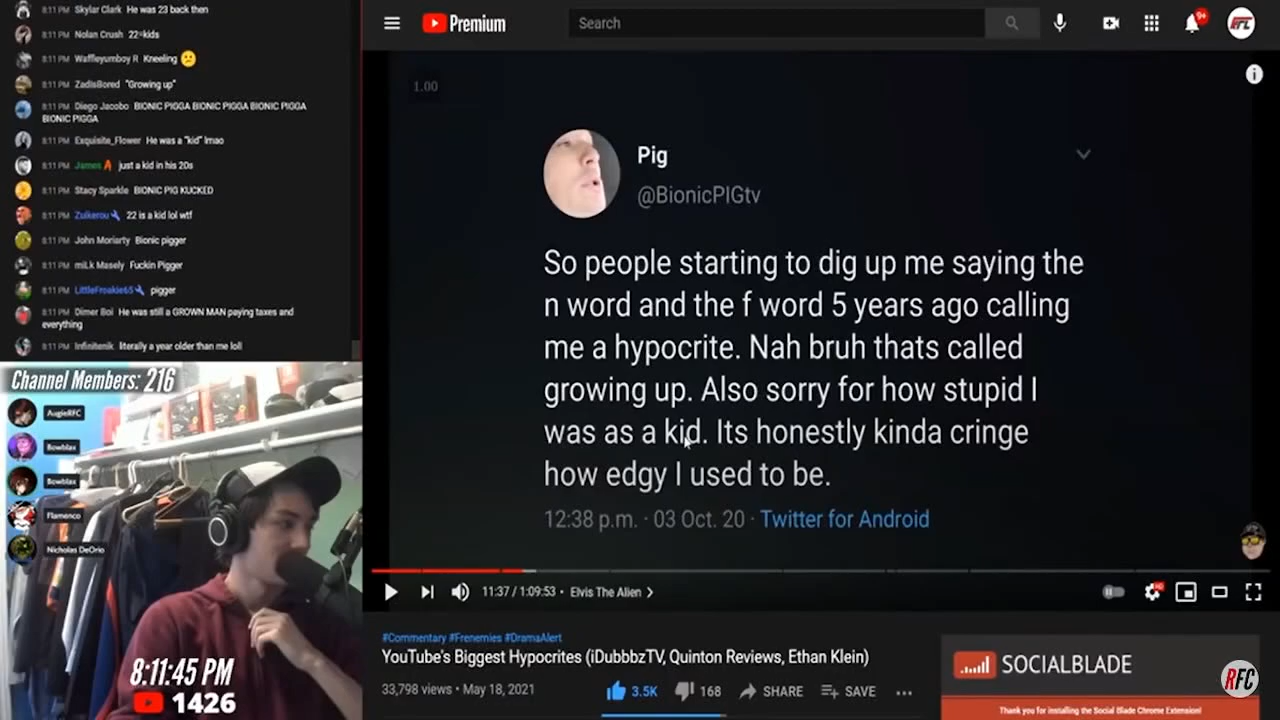 8:11 PM Skylar Clark He was 23 back then
8:11 PM Nolan Crush 22=kids
8:11 PM Waffleyumboy R Kneeling
8:11 PM ZadIsBored "Growing up"
8:11 PM Diego Jacobo BIONIC PIGGA BIONIC PIGGA BIONIC PIGGA
BIONIC PIGGA
8:11 PM Exquisite_Flower He was a "kid" lmao
8:11 PM James just a kid in his 20s
8:11 PM Stacy Sparkle BIONIC PIG KUCKED
8:11 PM Zuikerou 22 is a kid lol wtf
8:11 PM John Moriarty Bionic pigger
8:11 PM miLk Masely Fuckin Pigger
8:11 PM LittleFroakie65 pigger
8:11 PM Dimer Boi He was still a GROWN MAN paying taxes and
everything
8:11 PM Infinitenik literally a year older than me lol!
Channel Members: 216
AugieRFC
Bowblax
Bowblax
Flamenco
Nicholas DeOrio
8:11:45 PM
1426
Premium
Search
9+
RFC
1.00
Pig
@BionicPIGtv
So people starting to dig up me saying the
n word and the f word 5 years ago calling
me a hypocrite. Nah bruh thats called
growing up. Also sorry for how stupid I
was as a kid. Its honestly kinda cringe
how edgy I used to be.
12:38 p.m. · 03 Oct. 20 · Twitter for Android
11:37 / 1:09:53 • Elvis The Alien
#Commentary #Frenemies #DramaAlert
YouTube's Biggest Hypocrites (iDubbbzTV, Quinton Reviews, Ethan Klein)
33,798 views • May 18, 2021
3.5K
168
SHARE
SAVE
SOCIALBLADE
Thank you for installing the Social Blade Chrome Extension!
RFC